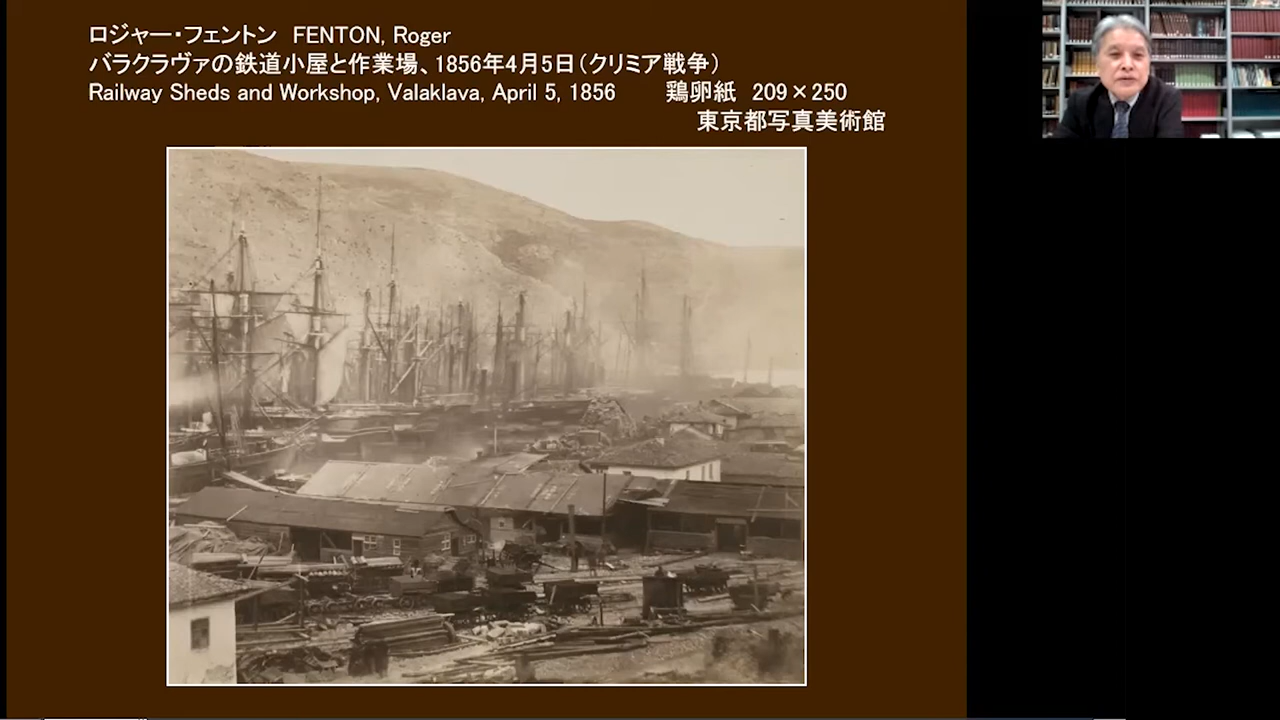 ロジャー・フェントン FENTON, Roger
バラクラヴァの鉄道小屋と作業場、1856年4月5日（クリミア戦争）
Railway Sheds and Workshop, Valaklava, April 5, 1856 鶏卵紙 209×250
東京都写真美術館